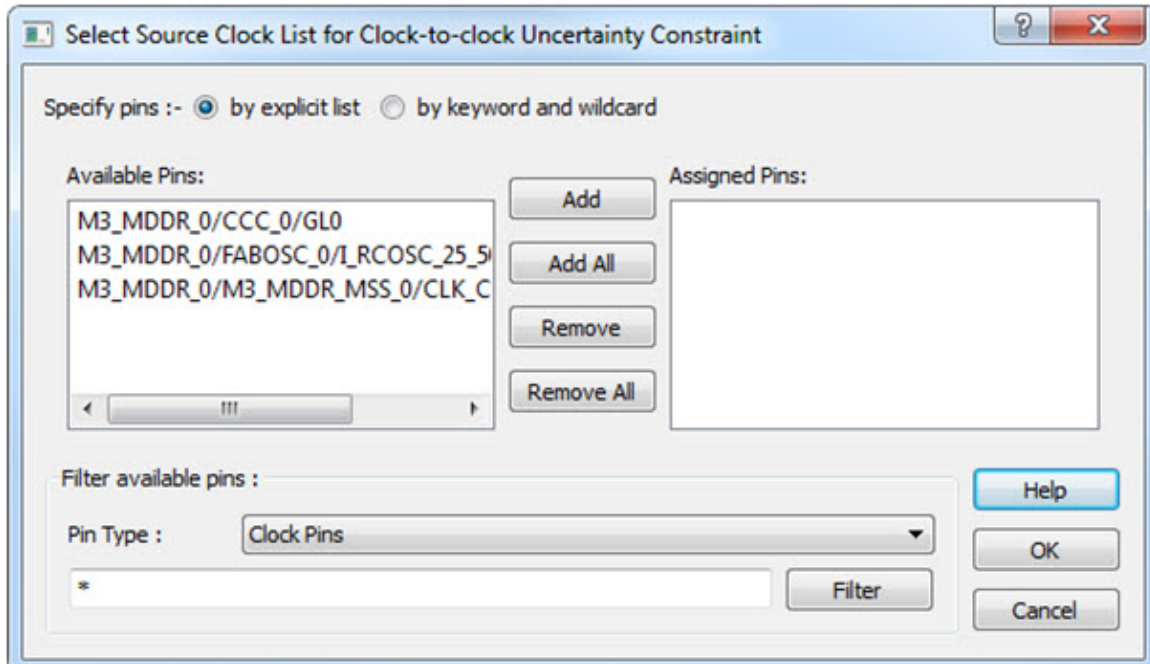 Select Source Clock List for Clock-to-clock Uncertainty Constraint
Specify pins :- by explicit list by keyword and wildcard
Available Pins:
Assigned Pins:
M3_MDDR_0/CCC_0/GL0
M3_MDDR_0/FABOSC_0/I_RCOSC_25_5
M3_MDDR_0/M3_MDDR_MSS_0/CLK_C
Add
Add All
Remove
Remove All
Filter available pins :
Pin Type : Clock Pins
*
Filter
Help
OK
Cancel